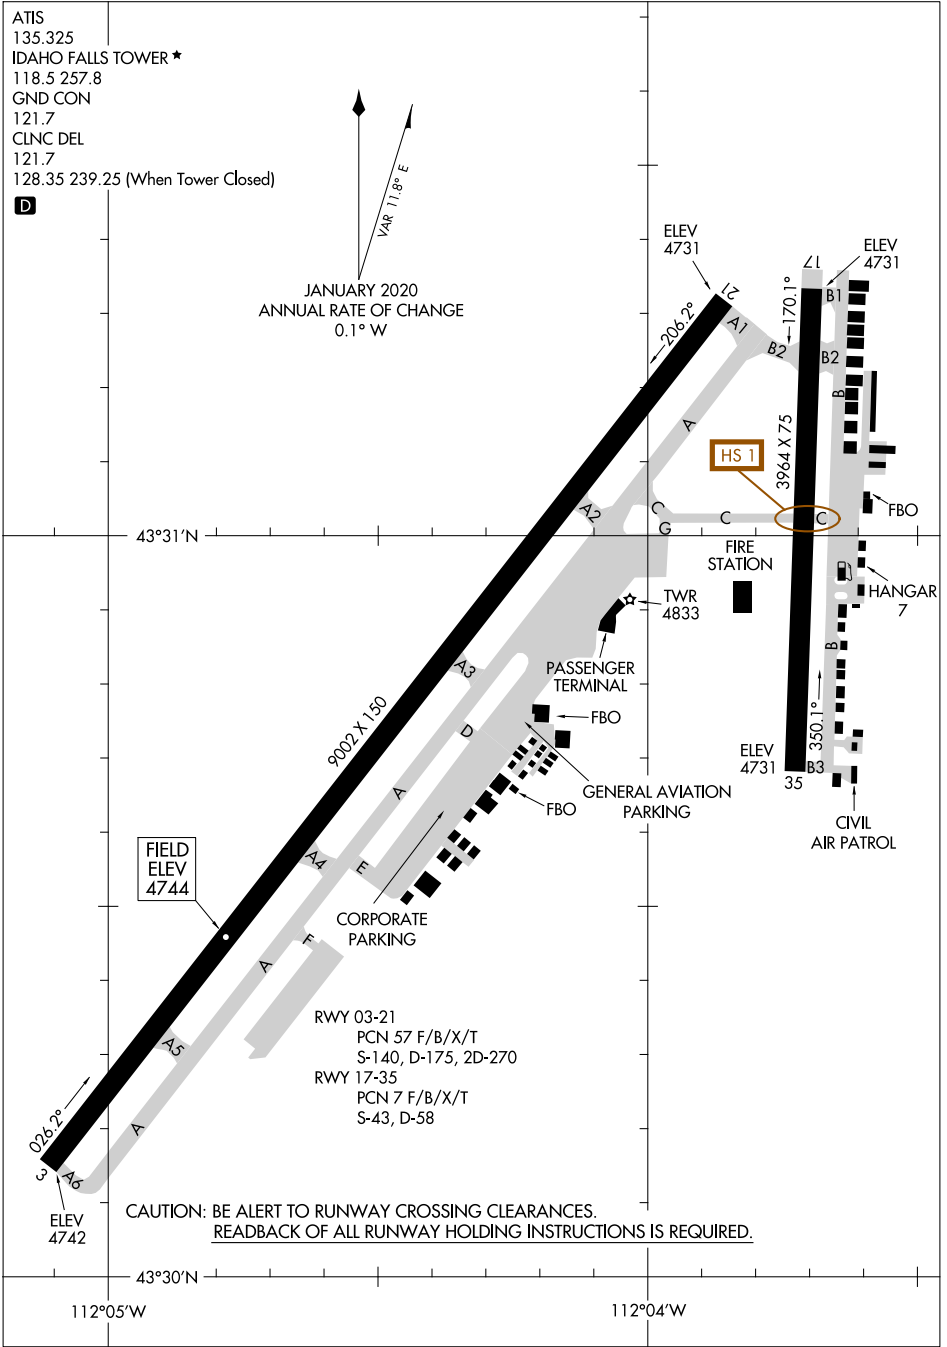 ATIS
135.325
IDAHO FALLS TOWER★
118.5 257.8
GND CON
121.7
CLNC DEL
121.7
128.35 239.25 (When Tower Closed)
D
VAR 11.8° E
JANUARY 2020
ANNUAL RATE OF CHANGE
0.1° W
ELEV
4731
21
206.2°
A1
17
ELEV
4731
170.1°
B1
B2
B2
B
A
3964 X 75
HS 1
C
C
C
G
A2
FBO
43°31'N
FIRE
STATION
TWR
4833
HANGAR
7
PASSENGER
TERMINAL
B
A3
FBO
D
9002 X 150
350.1°
ELEV
4731
35
B3
A
GENERAL AVIATION
PARKING
FBO
CIVIL
AIR PATROL
FIELD
ELEV
4744
A4
E
CORPORATE
PARKING
F
A
RWY 03-21
PCN 57 F/B/X/T
S-140, D-175, 2D-270
RWY 17-35
PCN 7 F/B/X/T
S-43, D-58
A5
026.2°
A
3
A6
ELEV
4742
CAUTION: BE ALERT TO RUNWAY CROSSING CLEARANCES.
READBACK OF ALL RUNWAY HOLDING INSTRUCTIONS IS REQUIRED.
43°30'N
112°05'W
112°04'W